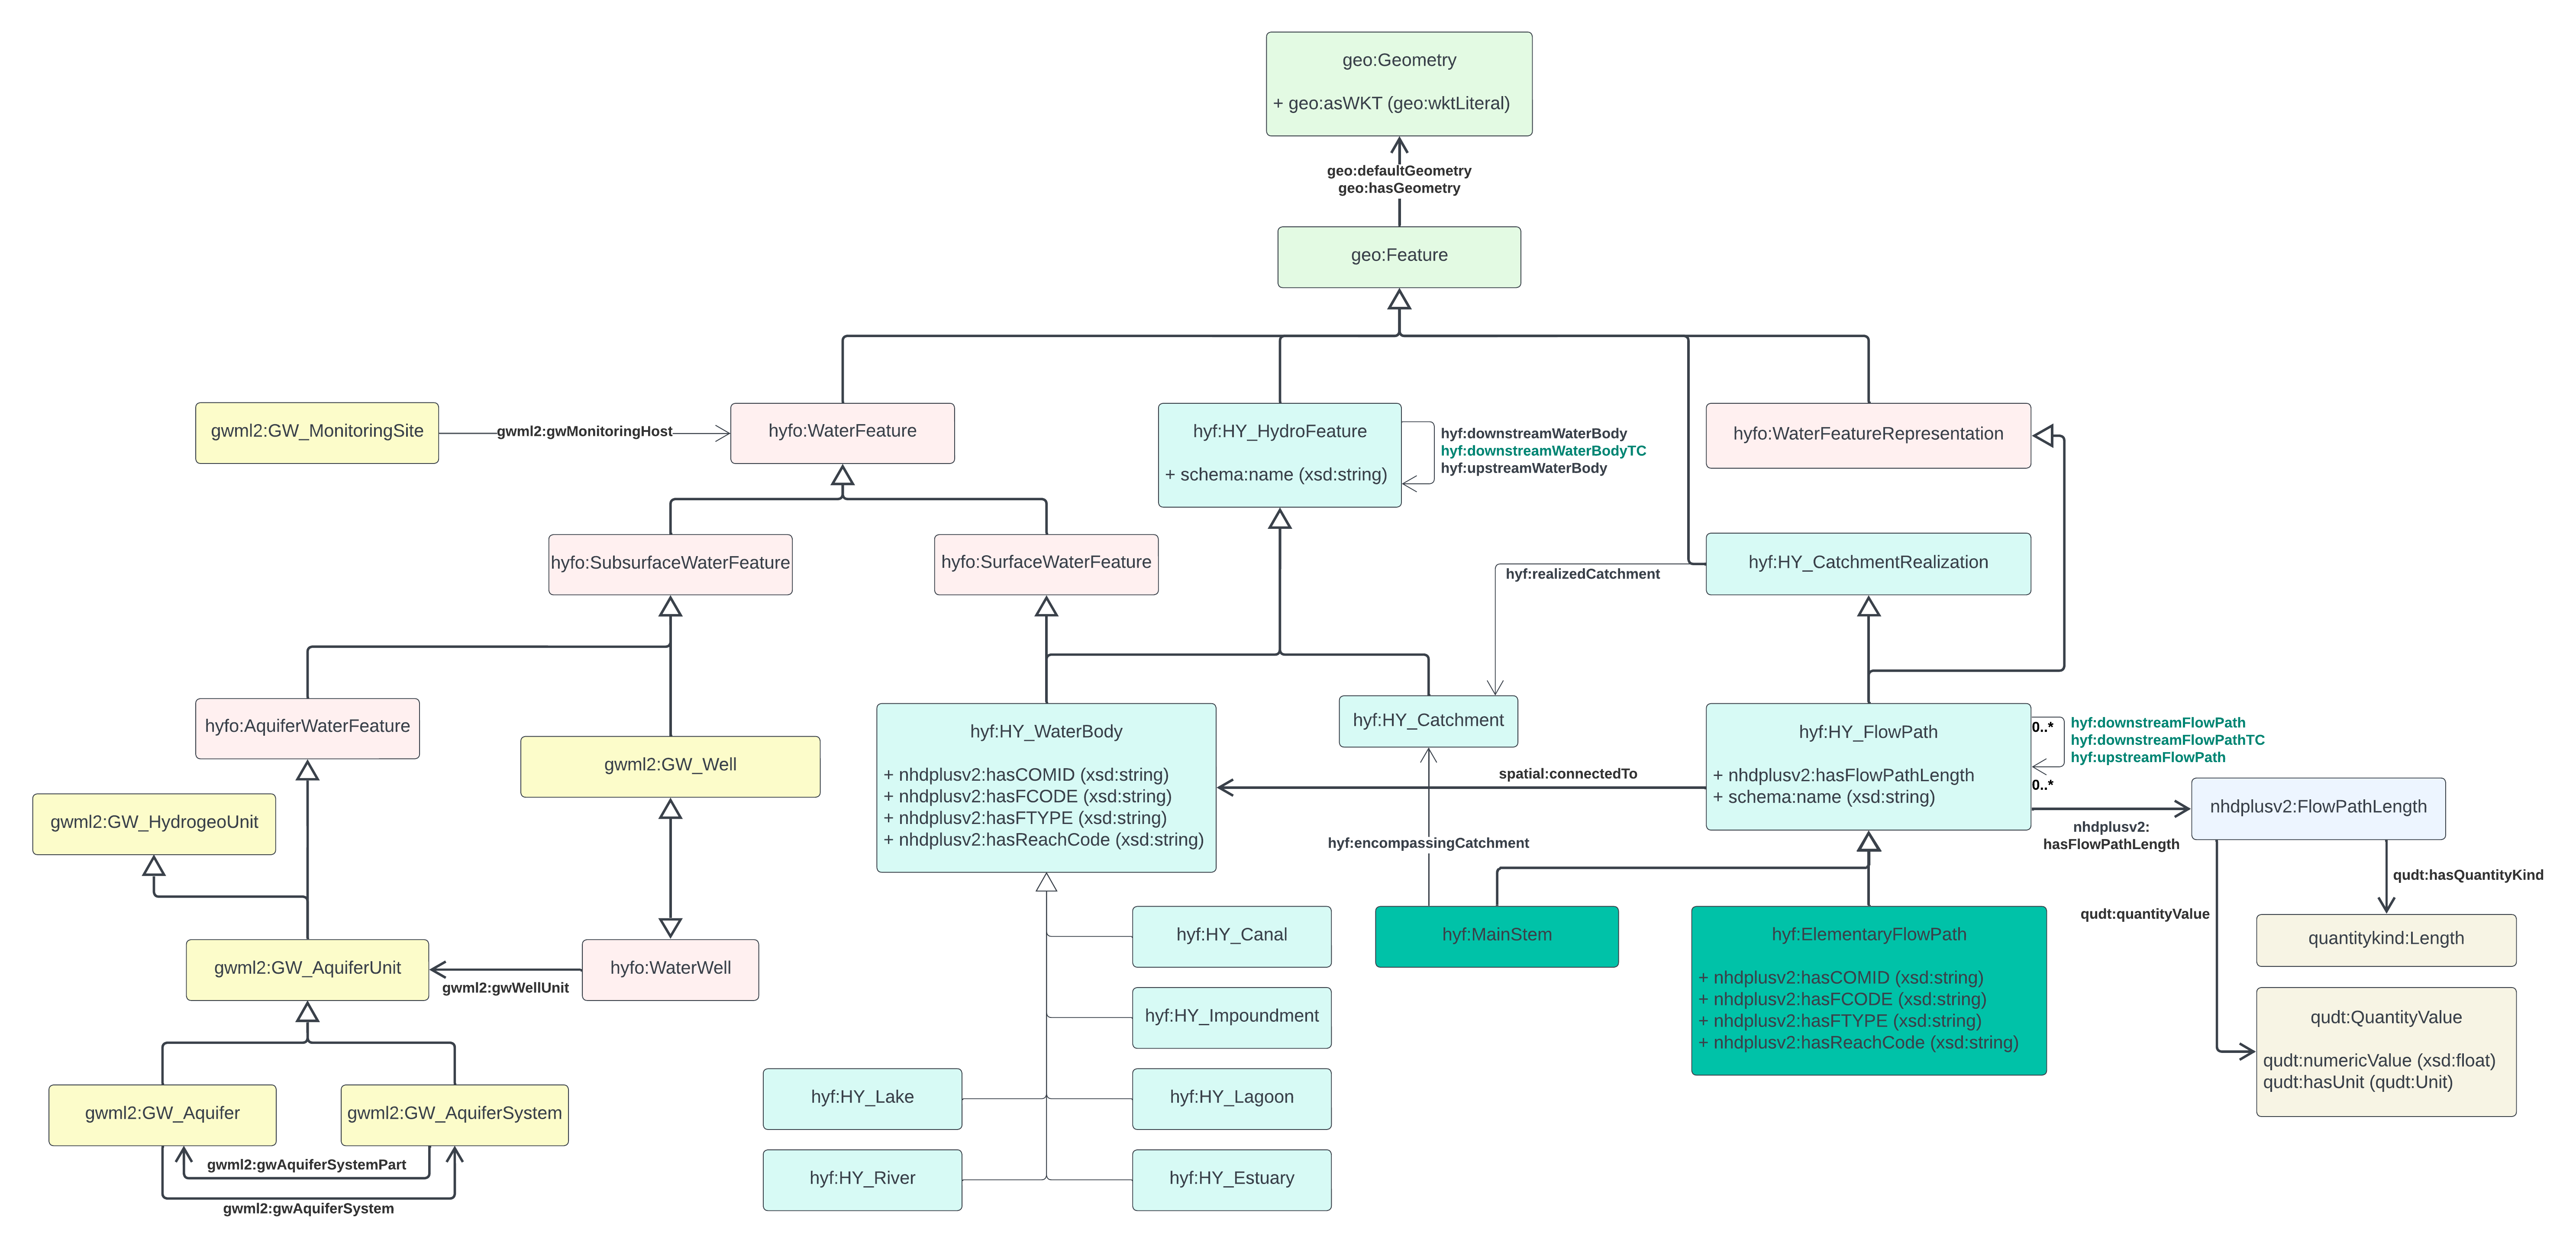 geo:Geometry
+ geo:asWKT (geo:wktLiteral)
geo:defaultGeometry
geo:hasGeometry
geo:Feature
gwml2:GW_MonitoringSite
gwml2:gwMonitoringHost
hyfo:WaterFeature
hyf:HY_HydroFeature
+ schema:name (xsd:string)
hyf:downstreamWaterBody
hyf:downstreamWaterBodyTC
hyf:upstreamWaterBody
hyfo:WaterFeatureRepresentation
hyfo:SubsurfaceWaterFeature
hyfo:SurfaceWaterFeature
hyf:realizedCatchment
hyf:HY_CatchmentRealization
hyfo:AquiferWaterFeature
gwml2:GW_Well
hyf:HY_WaterBody
+ nhdplusv2:hasCOMID (xsd:string)
+ nhdplusv2:hasFCODE (xsd:string)
+ nhdplusv2:hasFTYPE (xsd:string)
+ nhdplusv2:hasReachCode (xsd:string)
hyf:HY_Catchment
spatial:connectedTo
hyf:encompassingCatchment
hyf:HY_FlowPath
+ nhdplusv2:hasFlowPathLength
+ schema:name (xsd:string)
0..*
hyf:downstreamFlowPath
hyf:downstreamFlowPathTC
hyf:upstreamFlowPath
0..*
nhdplusv2:
hasFlowPathLength
nhdplusv2:FlowPathLength
gwml2:GW_HydrogeoUnit
qudt:hasQuantityKind
qudt:quantityValue
gwml2:GW_AquiferUnit
gwml2:gwWellUnit
hyfo:WaterWell
hyf:HY_Canal
hyf:MainStem
hyf:ElementaryFlowPath
+ nhdplusv2:hasCOMID (xsd:string)
+ nhdplusv2:hasFCODE (xsd:string)
+ nhdplusv2:hasFTYPE (xsd:string)
+ nhdplusv2:hasReachCode (xsd:string)
quantitykind:Length
qudt:QuantityValue
qudt:numericValue (xsd:float)
qudt:hasUnit (qudt:Unit)
hyf:HY_Impoundment
hyf:HY_Lake
hyf:HY_Lagoon
gwml2:GW_Aquifer
gwml2:GW_AquiferSystem
gwml2:gwAquiferSystemPart
gwml2:gwAquiferSystem
hyf:HY_River
hyf:HY_Estuary